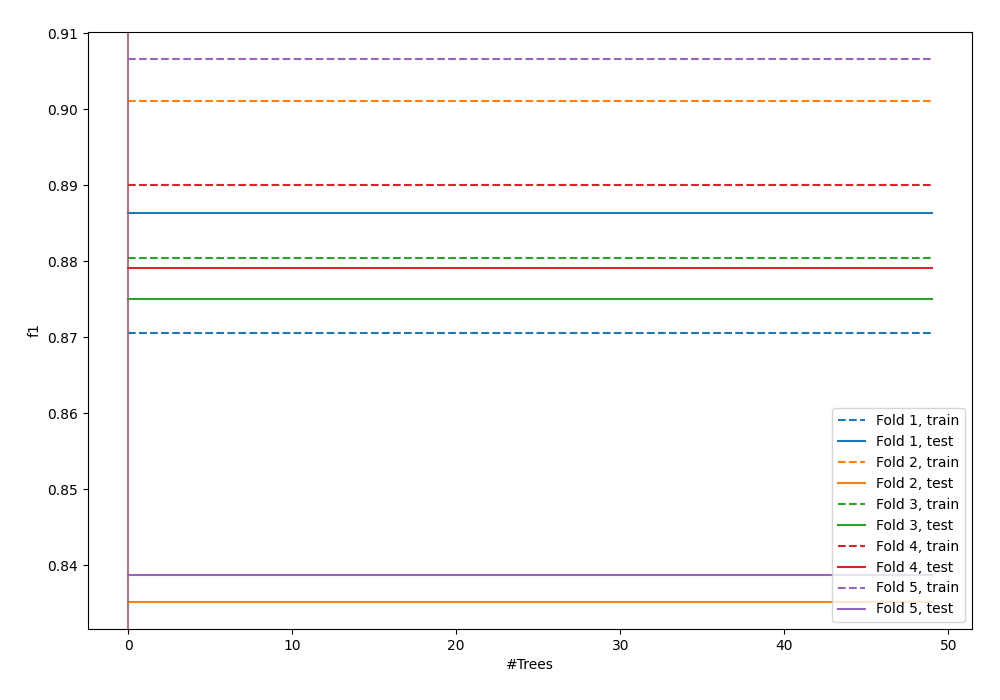 0.91
0.90
0.89
0.88
0.87
0.86
0.85
0.84
f1
0
10
20
30
40
50
#Trees
Fold 1, train
Fold 1, test
Fold 2, train
Fold 2, test
Fold 3, train
Fold 3, test
Fold 4, train
Fold 4, test
Fold 5, train
Fold 5, test